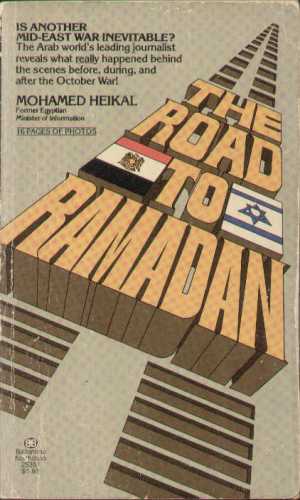 IS ANOTHER
MID-EAST WAR INEVITABLE?
The Arab world's leading journalist
reveals what really happened behind
the scenes before, during, and
after the October War!
MOHAMED HEIKAL
Former Egyptian
Minister of Information
16 PAGES OF PHOTOS
THE
ROAD
TO
RAMADAN
Ballantine